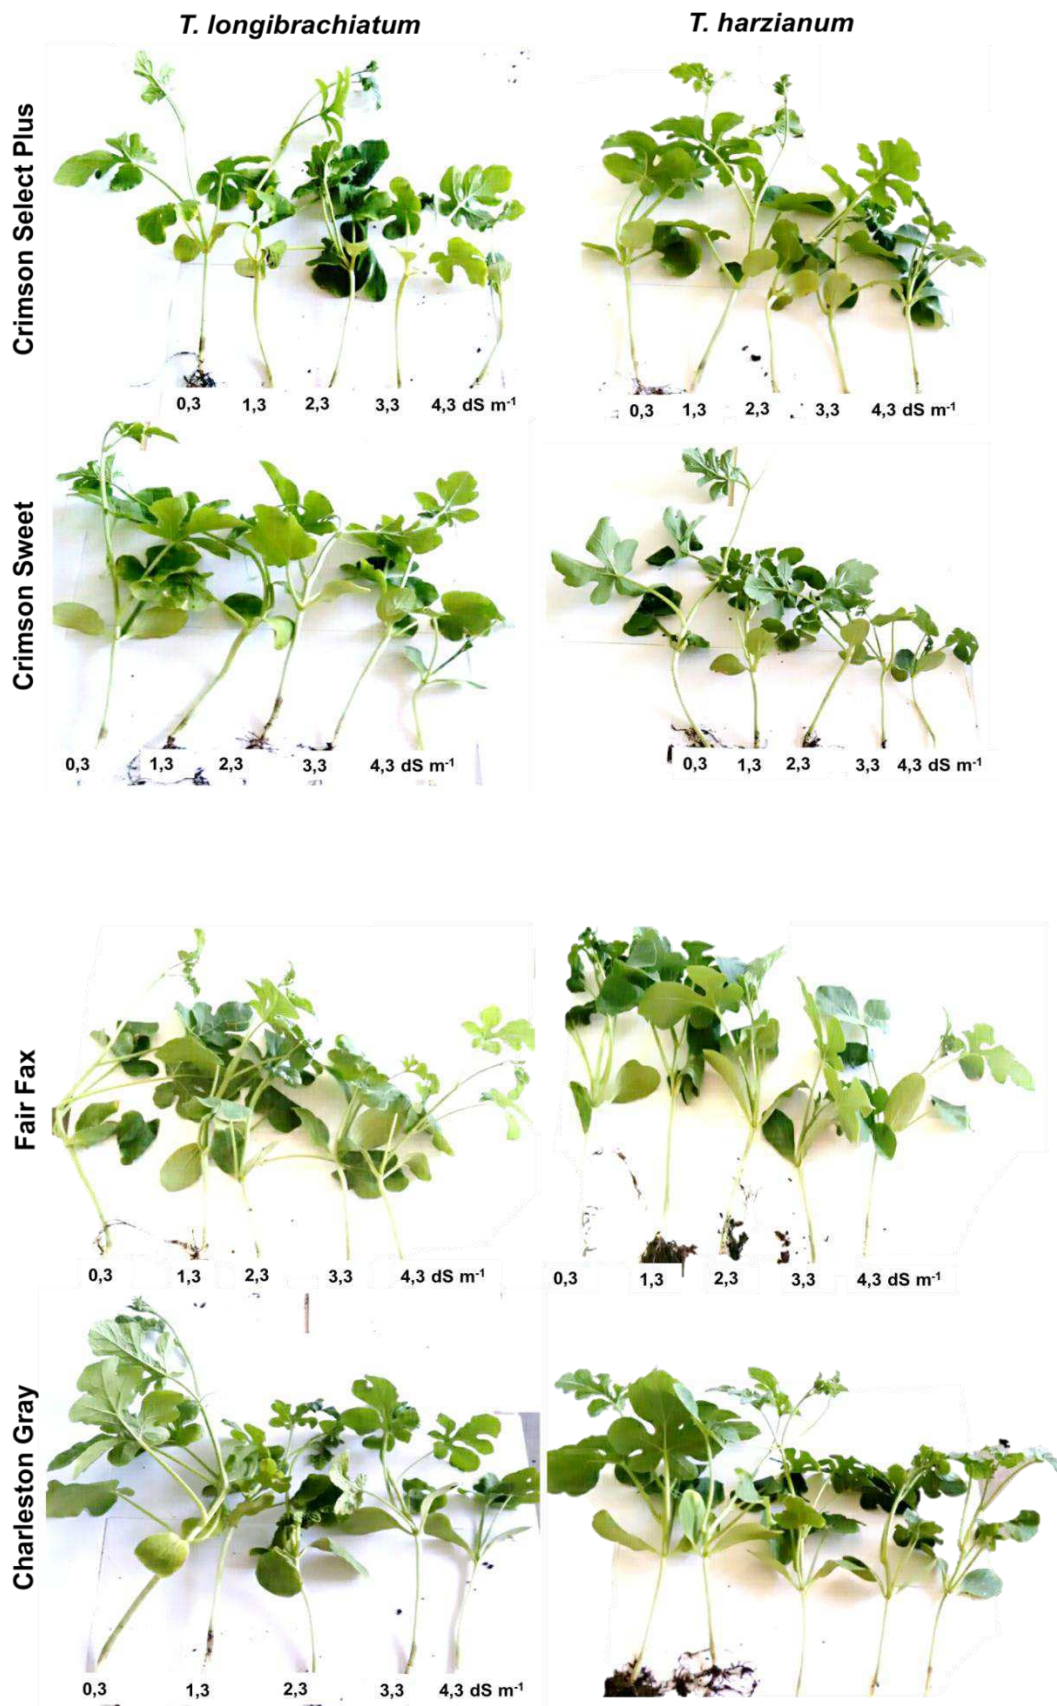 T. longibrachiatum
T. harzianum
Crimson Select Plus
0,3 1,3 2,3 3,3 4,3 dS m-1
0,3 1,3 2,3 3,3 4,3 dS m-1
Crimson Sweet
0,3 1,3 2,3 3,3 4,3 dS m-1
0,3 1,3 2,3 3,3 4,3 dS m-1
Fair Fax
0,3 1,3 2,3 3,3 4,3 dS m-1
0,3 1,3 2,3 3,3 4,3 dS m-1
Charleston Gray
0,3 1,3 2,3 3,3 4,3 dS m-1